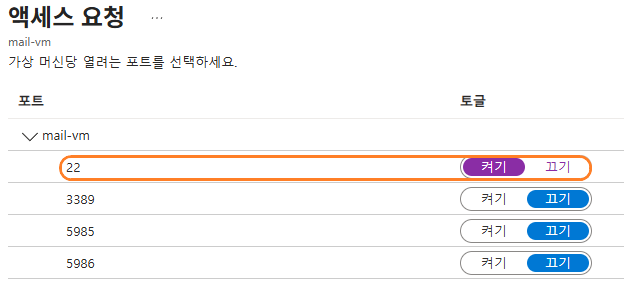 액세스 요청 ...
mail-vm
가상 머신당 열려는 포트를 선택하세요.
포트 토글
mail-vm
22 켜기 끄기
3389 켜기 끄기
5985 켜기 끄기
5986 켜기 끄기